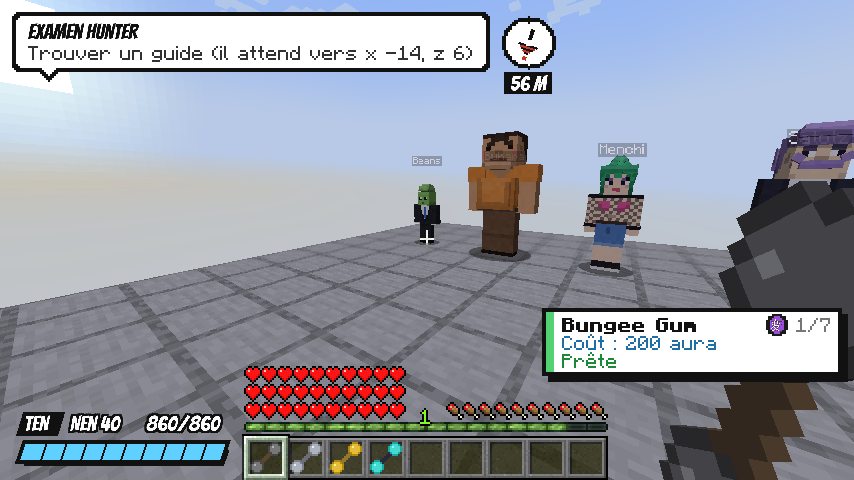 EXAMEN HUNTER
Trouver un guide (il attend vers x -14, z 6)
56 M
Beans
Menchi
Bungee Gum
1/7
Coût : 200 aura
Prête
1
TEN
NEN 40
860/860